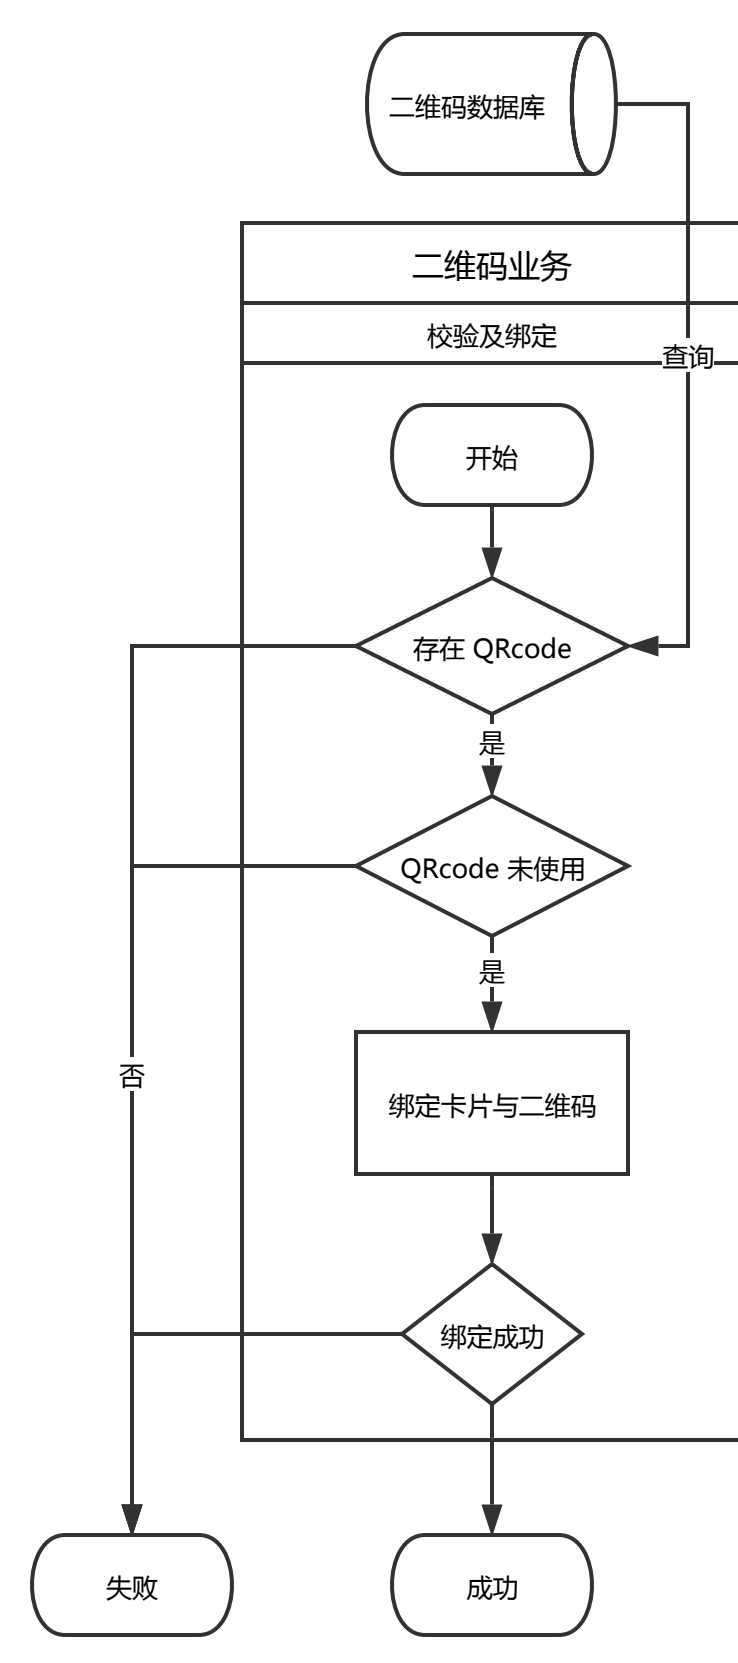 二维码数据库
二维码业务
校验及绑定
查询
开始
存在 QRcode
是
QRcode 未使用
是
否
绑定卡片与二维码
绑定成功
失败
成功